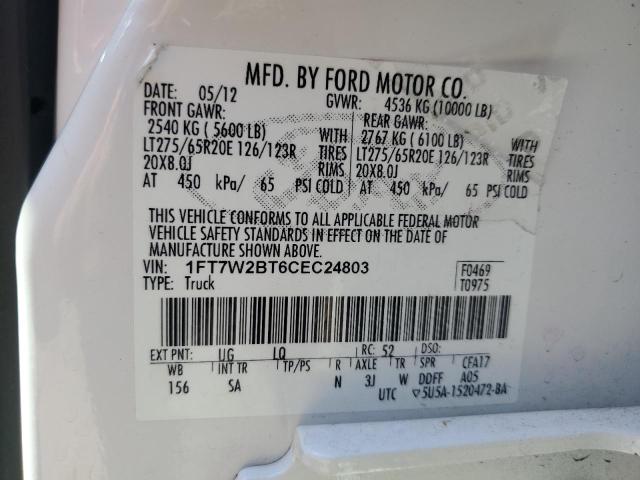 MFD. BY FORD MOTOR CO.
DATE: 05/12 GVWR: 4536 KG (10000 LB)
FRONT GAWR: REAR GAWR:
2540 KG ( 5600 LB) WITH 2767 KG ( 6100 LB) WITH
LT275/65R20E 126/123R TIRES LT275/65R20E 126/123R TIRES
20X8.0J RIMS 20X8.0J RIMS
AT 450 kPa/ 65 PSI COLD AT 450 kPa/ 65 PSI COLD
THIS VEHICLE CONFORMS TO ALL APPLICABLE FEDERAL MOTOR
VEHICLE SAFETY STANDARDS IN EFFECT ON THE DATE OF
MANUFACTURE SHOWN ABOVE.
VIN: 1FT7W2BT6CEC24803 F0469
TYPE: Truck T0975
EXT PNT: UG LQ RC: 52 DSO:
WB INT TR TP/PS R AXLE TR SPR CFA17
156 SA N 3J W DDFF A05
UTC ▽5U5A-1520472-BA